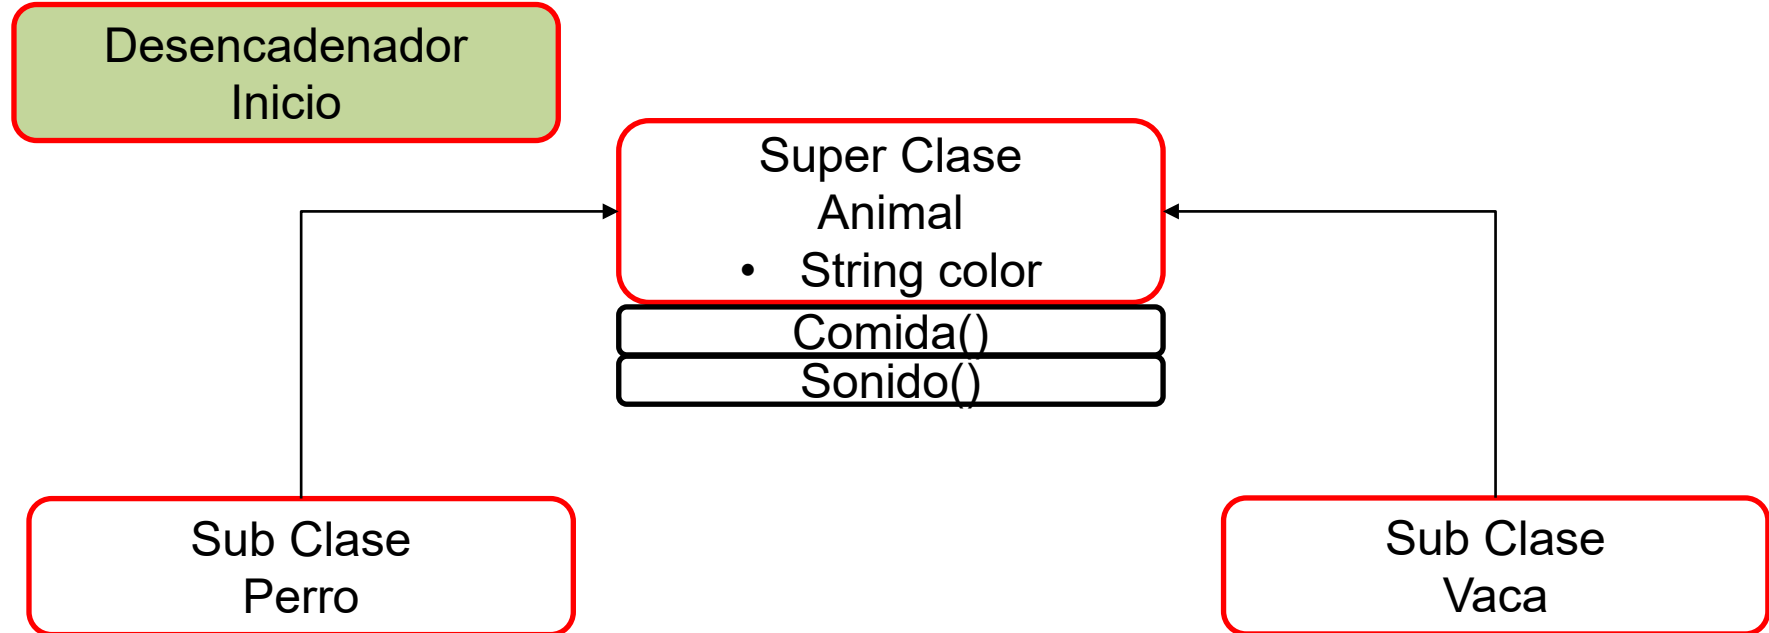 Desencadenador
Inicio
Super Clase
Animal
• String color
Comida()
Sonido()
Sub Clase
Perro
Sub Clase
Vaca